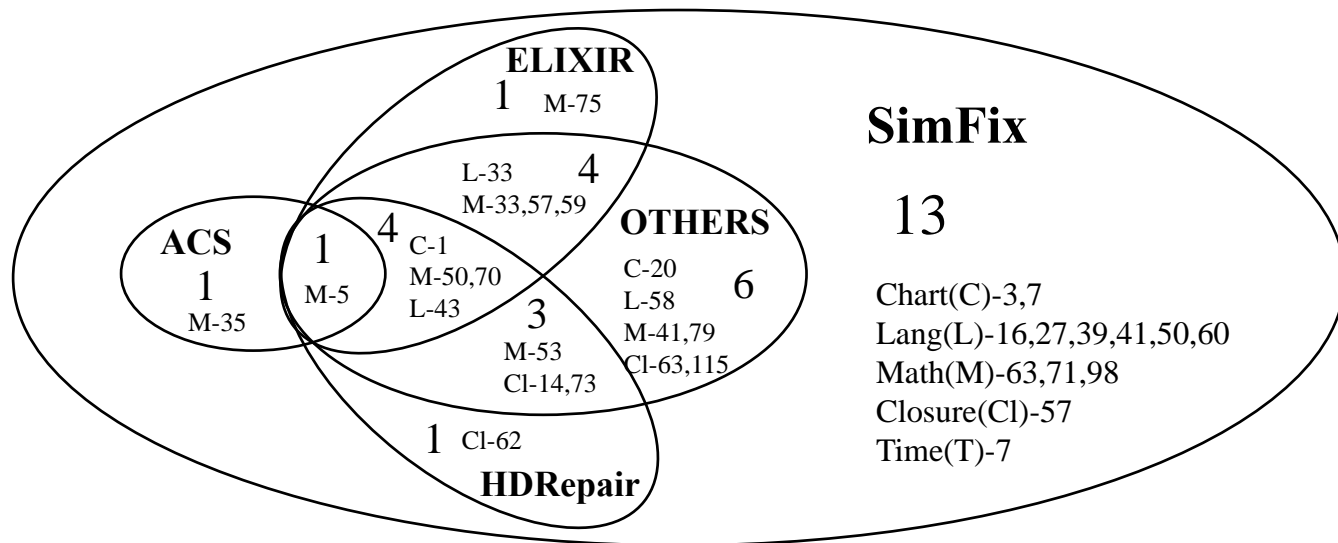 ELIXIR
1 M-75
SimFix
L-33 4
M-33,57,59
13
ACS
1
M-35
1
M-5
4
C-1
M-50,70
L-43
OTHERS
C-20
L-58
M-41,79
Cl-63,115
6
3
M-53
Cl-14,73
1 Cl-62
HDRepair
Chart(C)-3,7
Lang(L)-16,27,39,41,50,60
Math(M)-63,71,98
Closure(Cl)-57
Time(T)-7